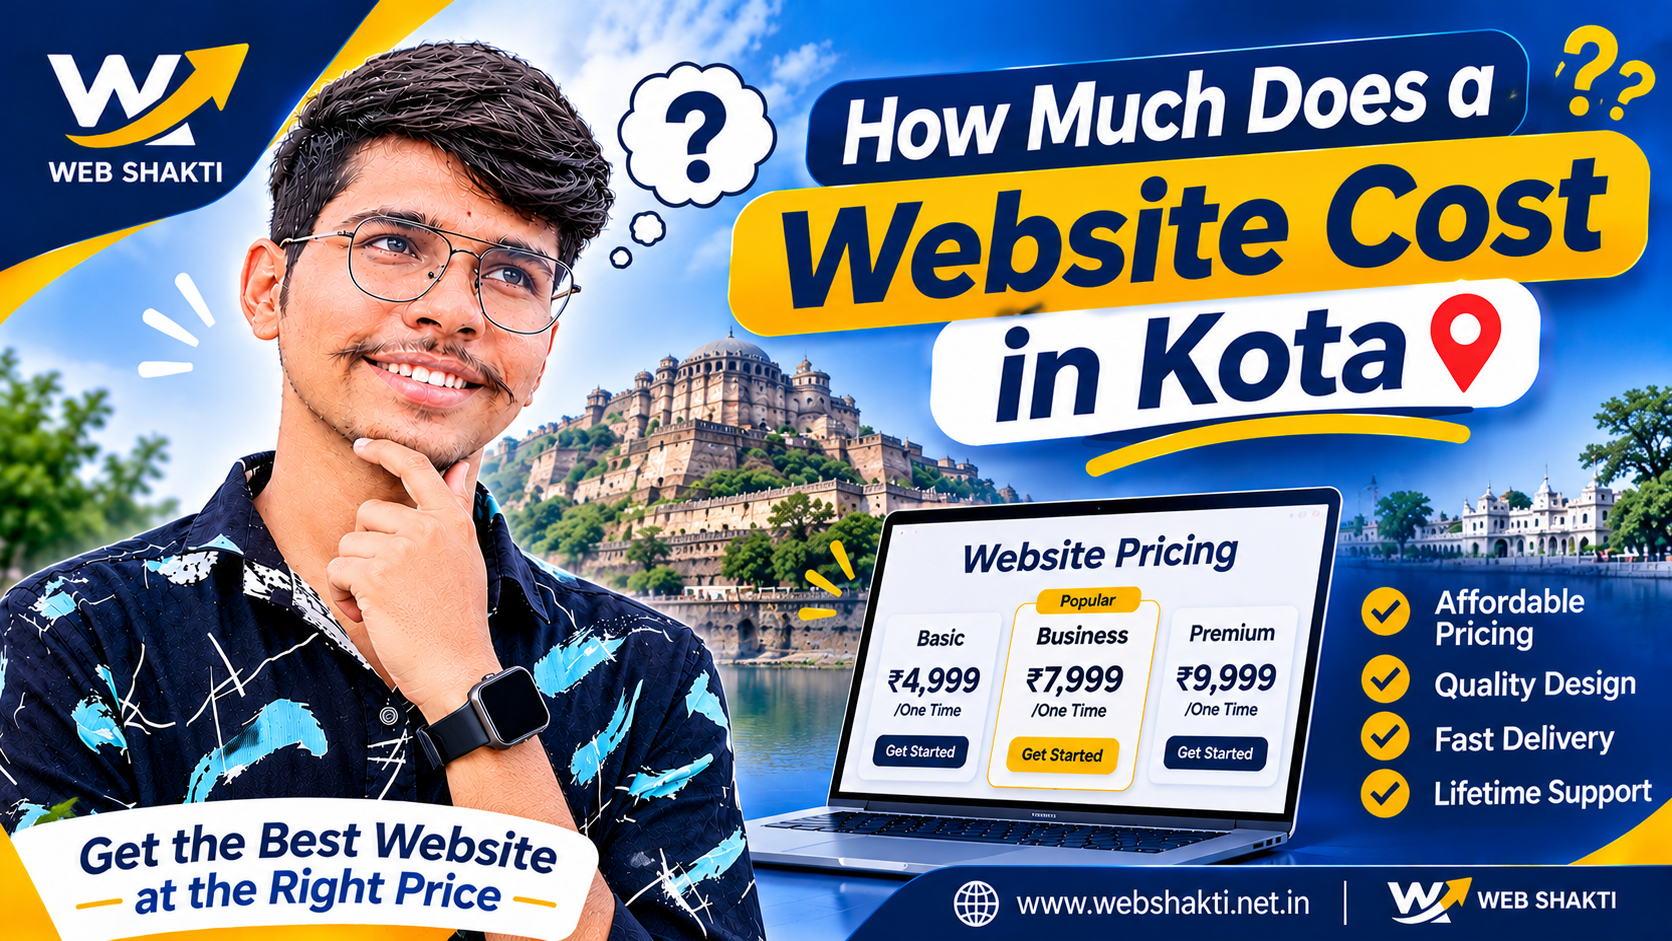 WEB SHAKTI
?
??
How Much Does a
Website Cost
in Kota
Website Pricing
Popular
Basic
₹4,999
/One Time
Get Started
Business
₹7,999
/One Time
Get Started
Premium
₹9,999
/One Time
Get Started
Affordable
Pricing
Quality Design
Fast Delivery
Lifetime Support
Get the Best Website
at the Right Price
www.webshakti.net.in
WEB SHAKTI